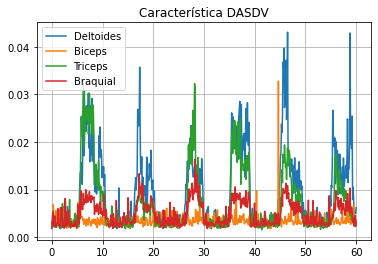 Característica DASDV
0.04
0.03
0.02
0.01
0.00
Deltoides
Biceps
Triceps
Braquial
0 10 20 30 40 50 60